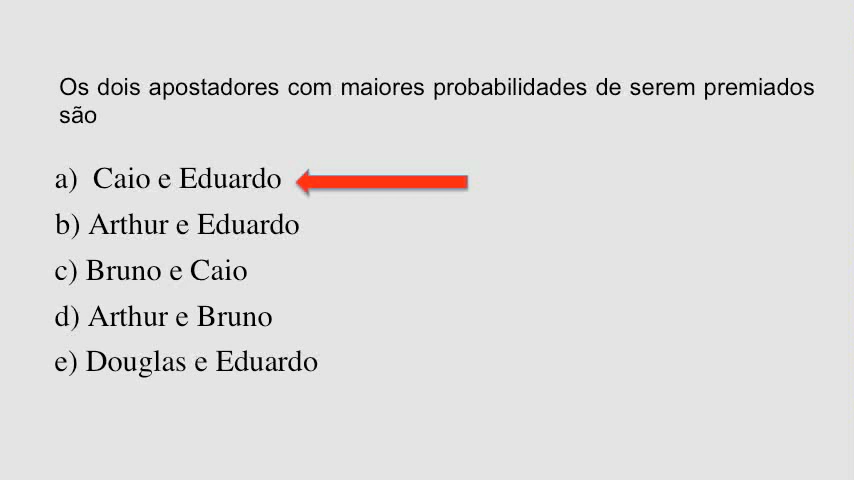 Os dois apostadores com maiores probabilidades de serem premiados
são
a) Caio e Eduardo
b) Arthur e Eduardo
c) Bruno e Caio
d) Arthur e Bruno
e) Douglas e Eduardo